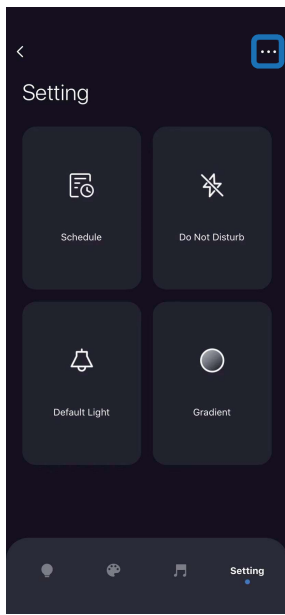 Setting
Schedule
Do Not Disturb
Default Light
Gradient
Setting